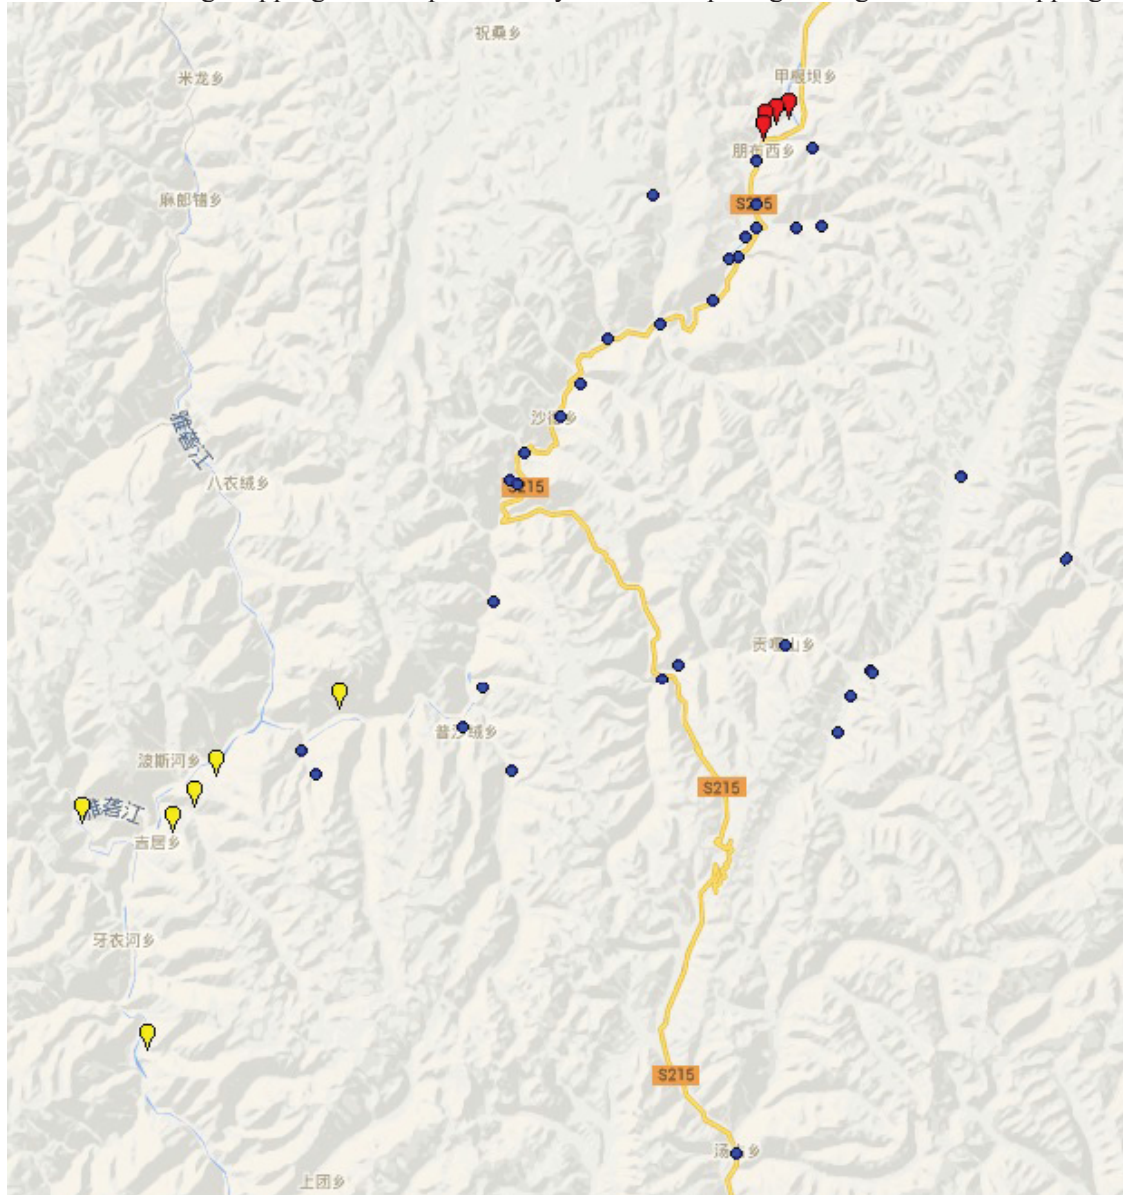 祝桑乡
米龙乡
甲根坝乡
朋布西乡
麻郎错乡
S215
沙德乡
雅砻江
八衣绒乡
S215
贡嘎山乡
普沙绒乡
波斯河乡
S215
雅砻江
吉居乡
牙衣河乡
S215
汤古乡
上团乡